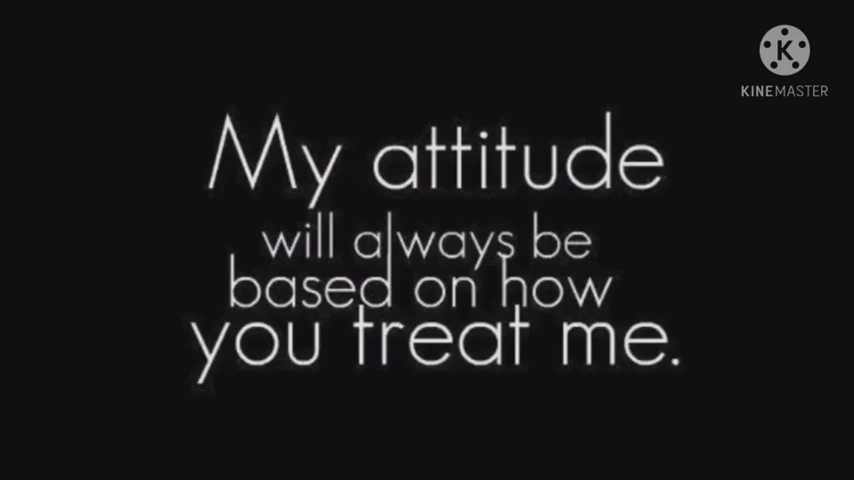 K
KINEMASTER
My attitude
will always be
based on how
you treat me.